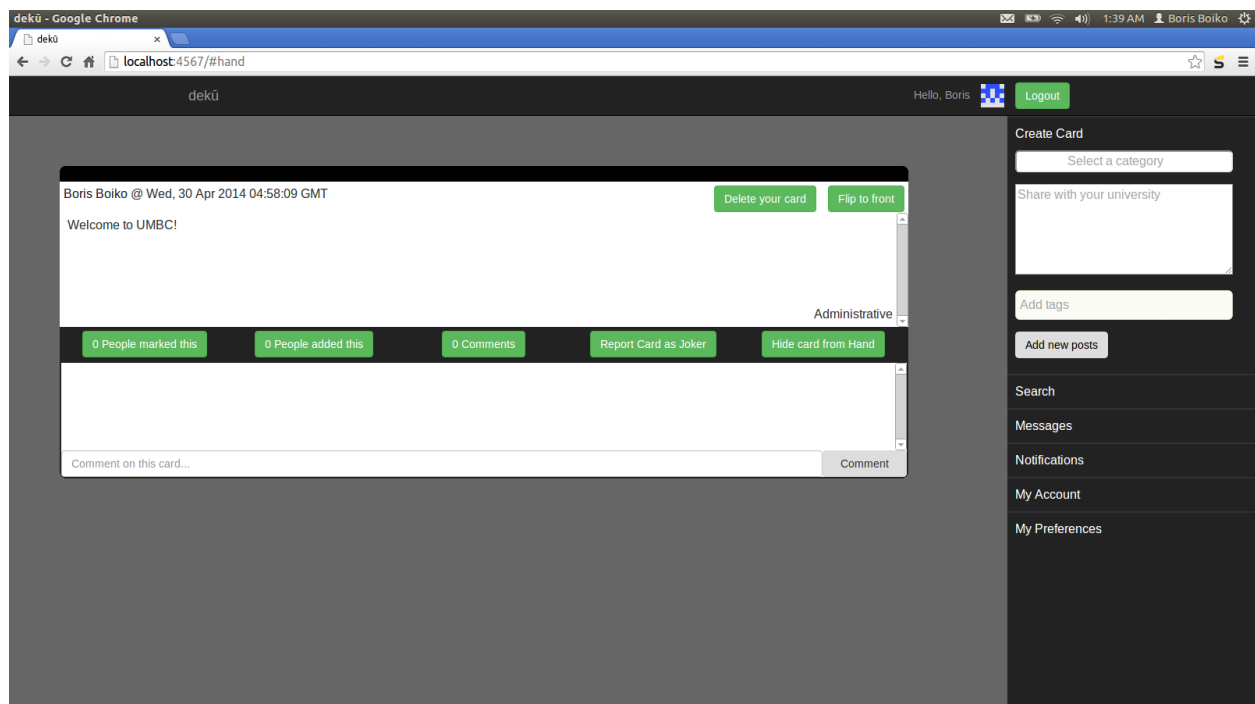 dekū - Google Chrome 1:39 AM Boris Boiko
dekū ×
localhost:4567/#hand
dekū Hello, Boris Logout
Create Card
Select a category
Boris Boiko @ Wed, 30 Apr 2014 04:58:09 GMT Delete your card Flip to front
Share with your university
Welcome to UMBC!
Add tags
Administrative
0 People marked this 0 People added this 0 Comments Report Card as Joker Hide card from Hand
Add new posts
Search
Messages
Comment on this card... Comment
Notifications
My Account
My Preferences